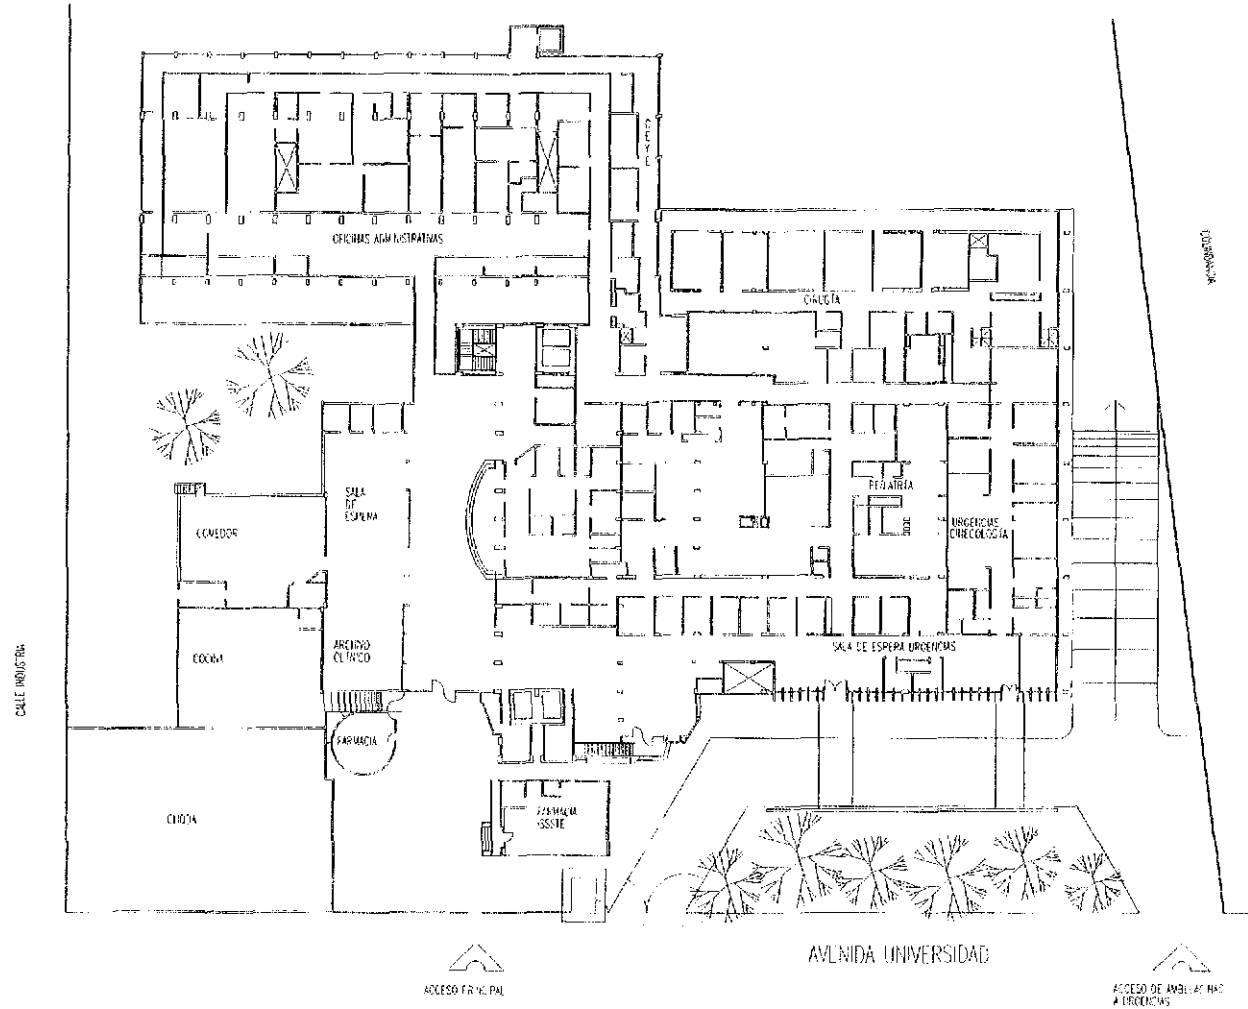 CEYE
OFICINAS ADMINISTRATIVAS
CIRUGIA
SALA
DE
ESPERA
COMEDOR
PEDIATRIA
URGENCIAS
GINECOLOGIA
ARCHIVO
CLINICO
COCINA
SALA DE ESPERA URGENCIAS
CALLE INDUSTRIA
FARMACIA
FARMACIA
ISSSTE
AVENIDA UNIVERSIDAD
ACCESO PRINCIPAL
ACCESO DE AMBULANCIAS
A URGENCIAS